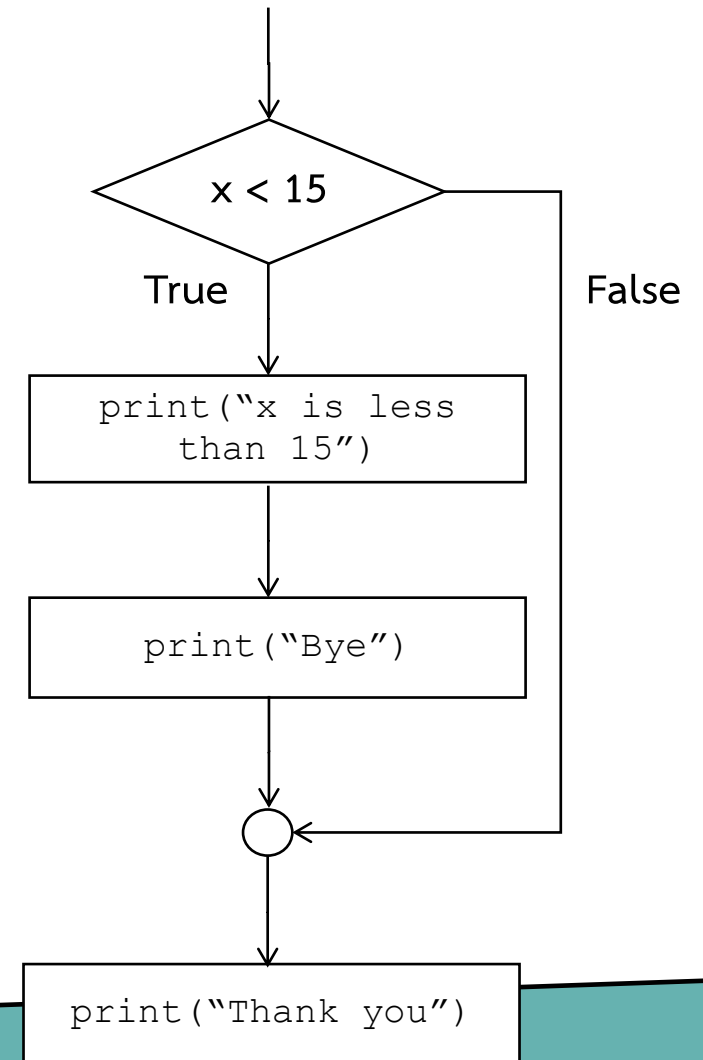 x < 15
True
False
print(“x is less
than 15”)
print(“Bye”)
print(“Thank you”)